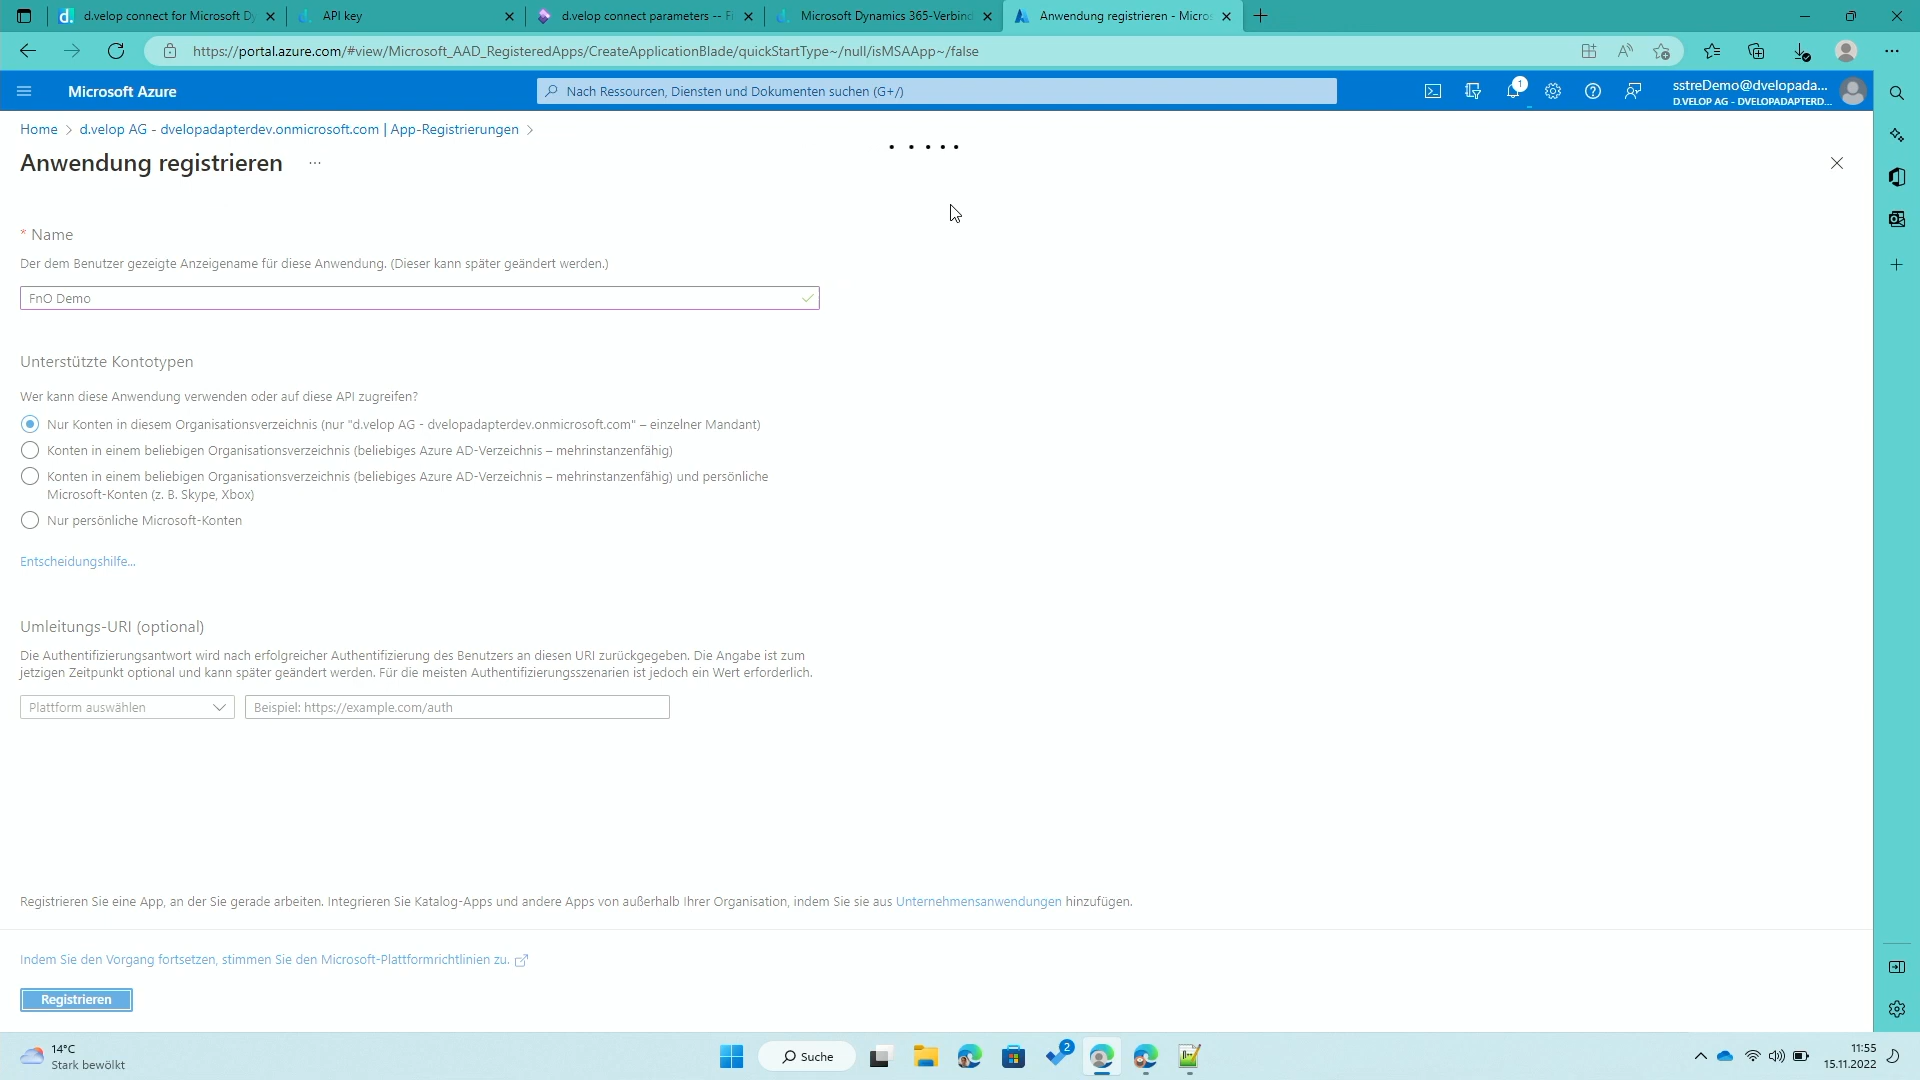 d.velop connect for Microsoft Dy
API key
d.velop connect parameters -- Fi
Microsoft Dynamics 365-Verbind
Anwendung registrieren - Micros
https://portal.azure.com/#view/Microsoft_AAD_RegisteredApps/CreateApplicationBlade/quickStartType~/null/isMSAApp~/false
Microsoft Azure
Nach Ressourcen, Diensten und Dokumenten suchen (G+/)
1
sstreDemo@dvelopada...
D.VELOP AG - DVELOPADAPTERD...
Home > d.velop AG - dvelopadapterdev.onmicrosoft.com | App-Registrierungen >
Anwendung registrieren ...
* Name
Der dem Benutzer gezeigte Anzeigename für diese Anwendung. (Dieser kann später geändert werden.)
FnO Demo
Unterstützte Kontotypen
Wer kann diese Anwendung verwenden oder auf diese API zugreifen?
Nur Konten in diesem Organisationsverzeichnis (nur "d.velop AG - dvelopadapterdev.onmicrosoft.com" – einzelner Mandant)
Konten in einem beliebigen Organisationsverzeichnis (beliebiges Azure AD-Verzeichnis – mehrinstanzenfähig)
Konten in einem beliebigen Organisationsverzeichnis (beliebiges Azure AD-Verzeichnis – mehrinstanzenfähig) und persönliche
Microsoft-Konten (z. B. Skype, Xbox)
Nur persönliche Microsoft-Konten
Entscheidungshilfe...
Umleitungs-URI (optional)
Die Authentifizierungsantwort wird nach erfolgreicher Authentifizierung des Benutzers an diesen URI zurückgegeben. Die Angabe ist zum
jetzigen Zeitpunkt optional und kann später geändert werden. Für die meisten Authentifizierungsszenarien ist jedoch ein Wert erforderlich.
Plattform auswählen
Beispiel: https://example.com/auth
Registrieren Sie eine App, an der Sie gerade arbeiten. Integrieren Sie Katalog-Apps und andere Apps von außerhalb Ihrer Organisation, indem Sie sie aus Unternehmensanwendungen hinzufügen.
Indem Sie den Vorgang fortsetzen, stimmen Sie den Microsoft-Plattformrichtlinien zu.
Registrieren
14°C
Stark bewölkt
Suche
2
11:55
15.11.2022